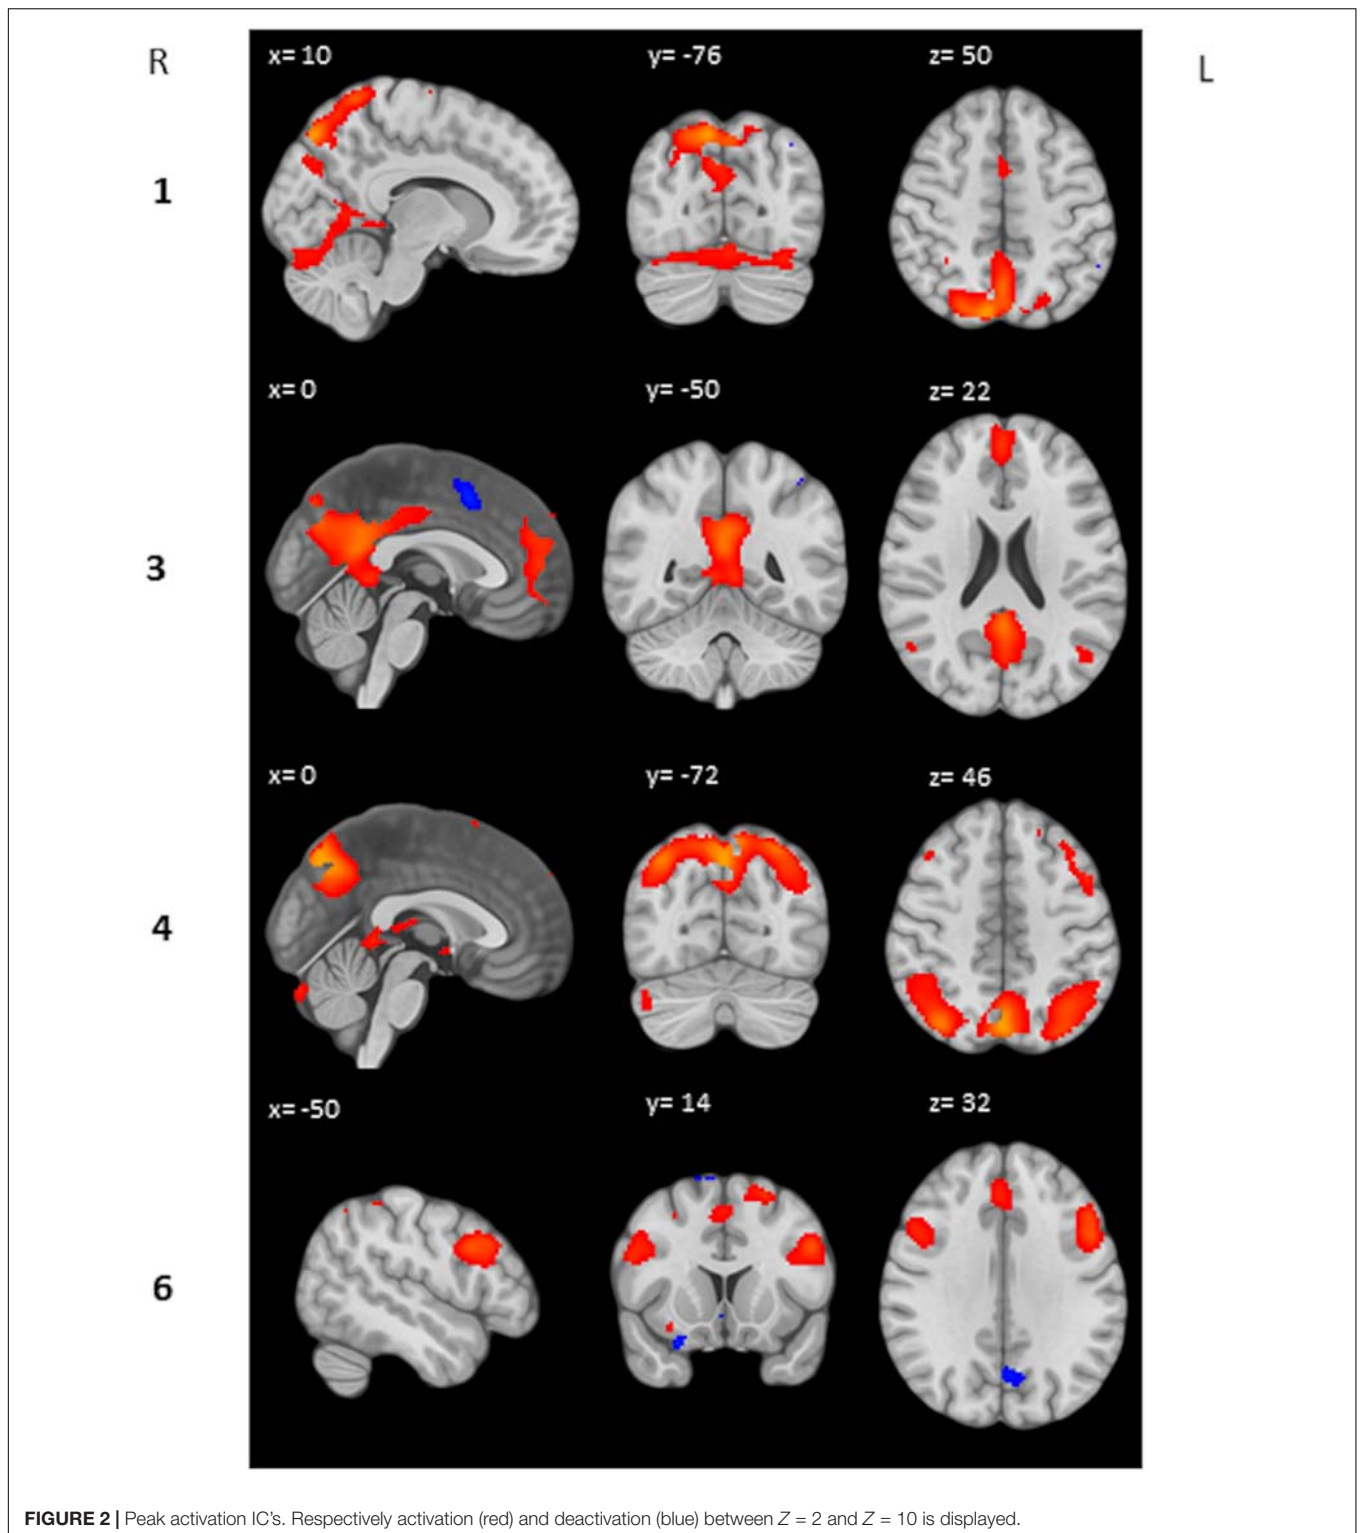 R
L
x= 10 y= -76 z= 50
1
x= 0 y= -50 z= 22
3
x= 0 y= -72 z= 46
4
x= -50 y= 14 z= 32
6
FIGURE 2 | Peak activation IC's. Respectively activation (red) and deactivation (blue) between Z = 2 and Z = 10 is displayed.